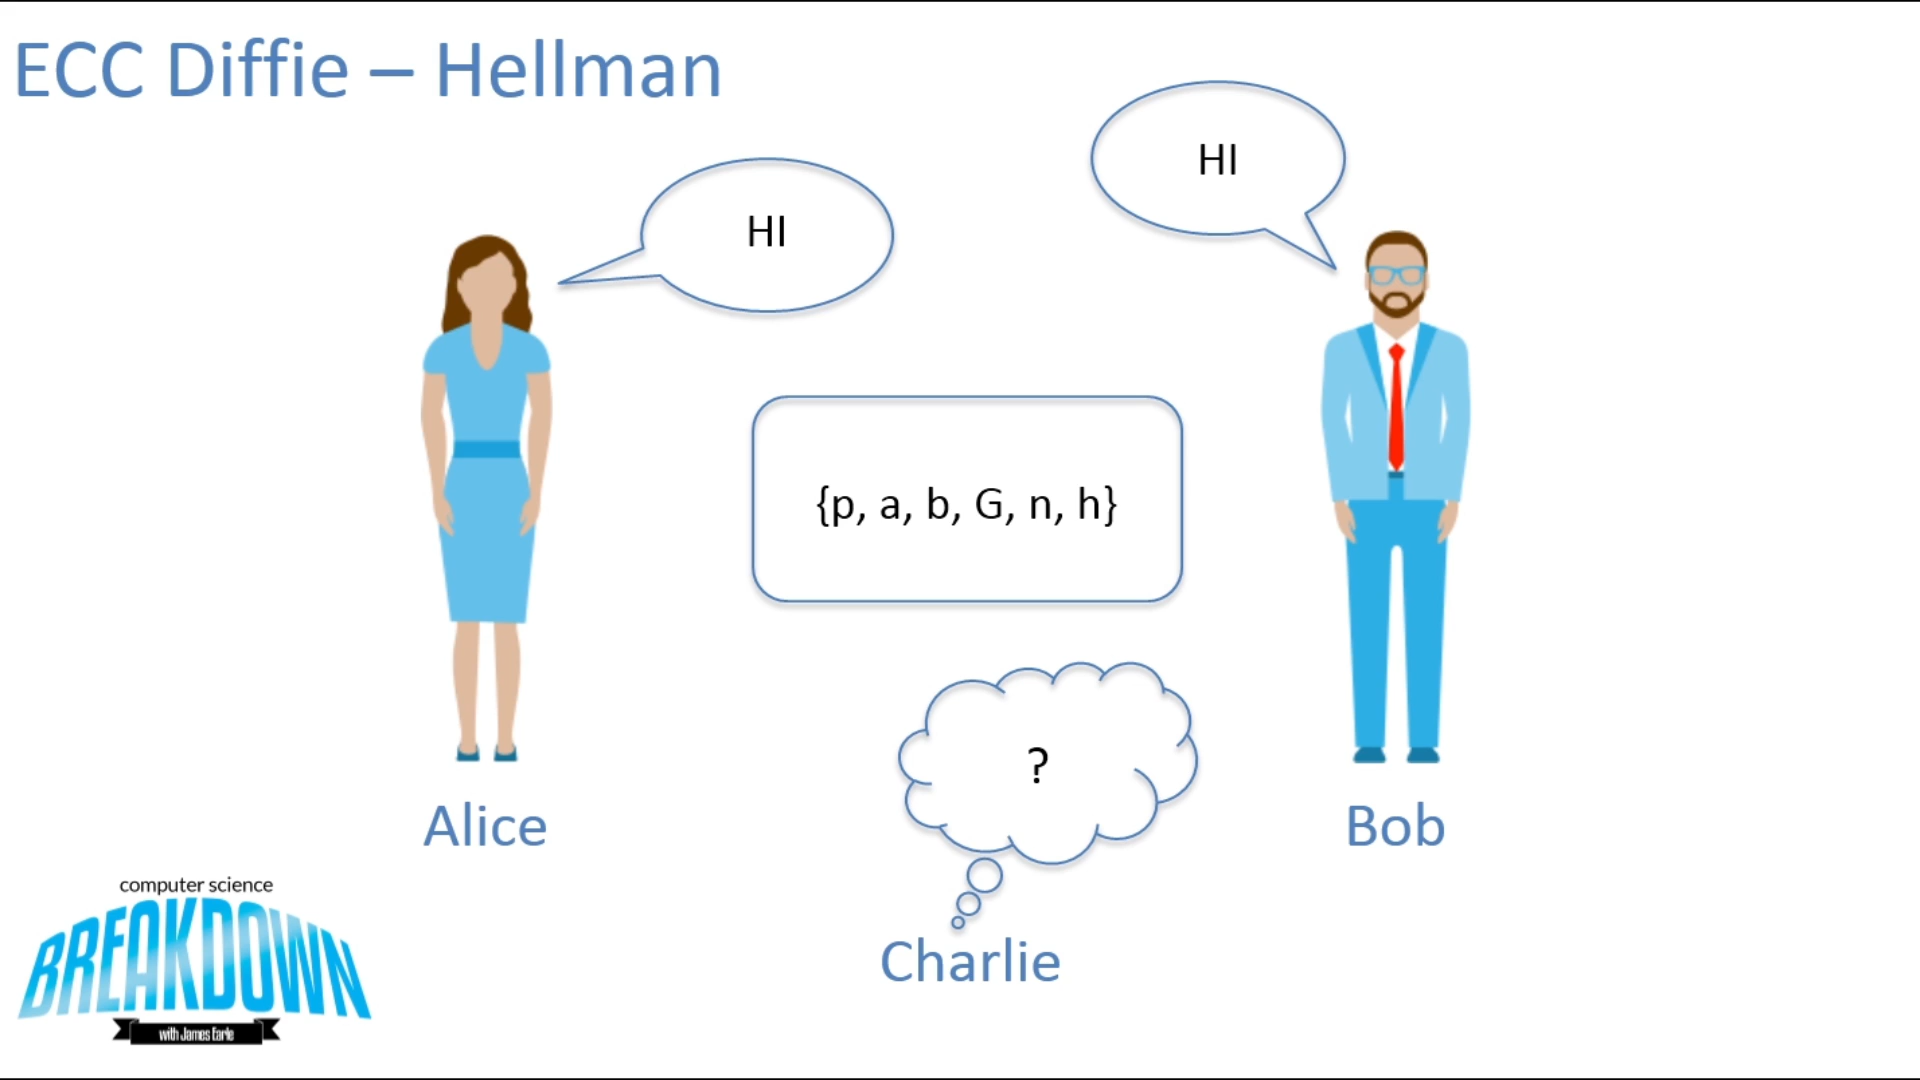 ECC Diffie – Hellman
HI
HI
{p, a, b, G, n, h}
?
Alice
Bob
Charlie
computer science
BREAKDOWN
with James Earle